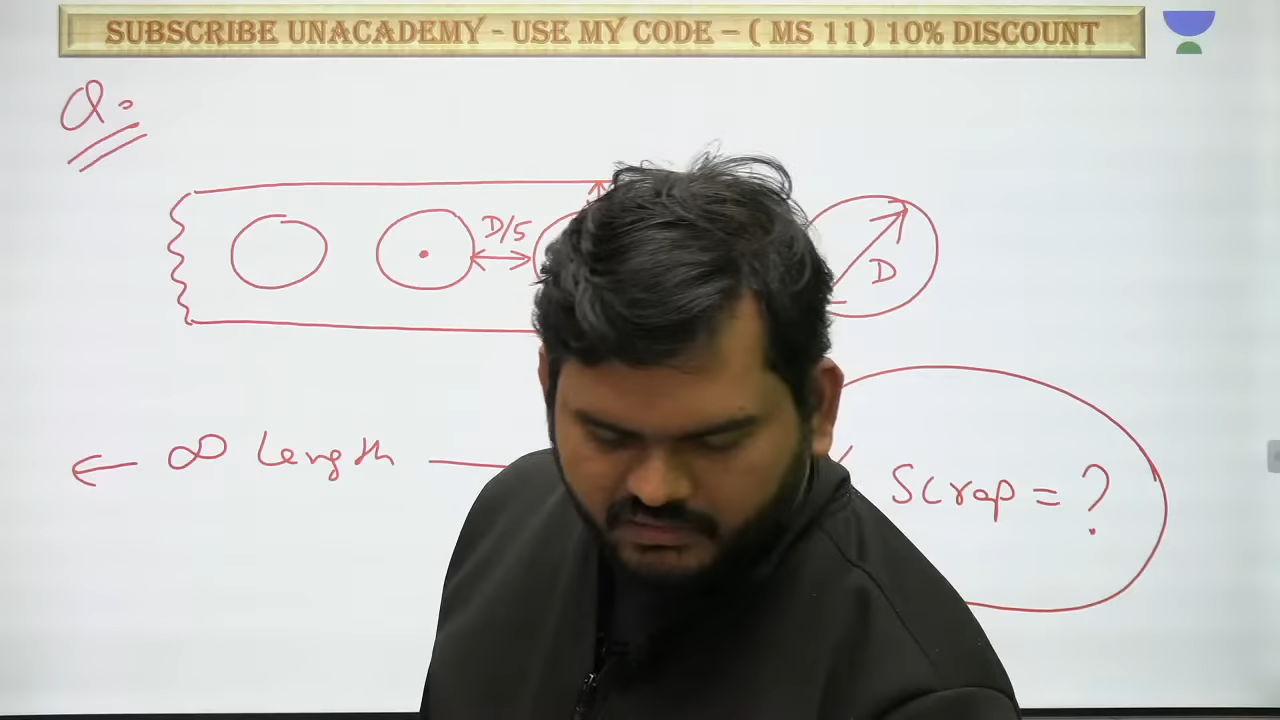 SUBSCRIBE UNACADEMY - USE MY CODE – ( MS 11) 10% DISCOUNT
Q.
D/5
D
∞ Length
Scrap = ?